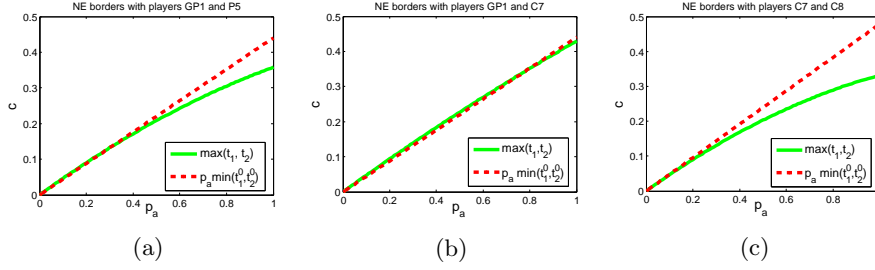 NE borders with players GP1 and P5
0.5
0.4
0.3
0.2
0.1
0
c
0 0.2 0.4 0.6 0.8 1
p_a
max(t_1, t_2)
p_a min(t_1^0,t_2^0)
(a)
NE borders with players GP1 and C7
0.5
0.4
0.3
0.2
0.1
0
c
0 0.2 0.4 0.6 0.8 1
p_a
max(t_1,t_2)
p_a min(t_1^0,t_2^0)
(b)
NE borders with players C7 and C8
0.5
0.4
0.3
0.2
0.1
0
c
0 0.2 0.4 0.6 0.8
p_a
max(t_1,t_2)
p_a min(t_1^0,t_2^0)
(c)